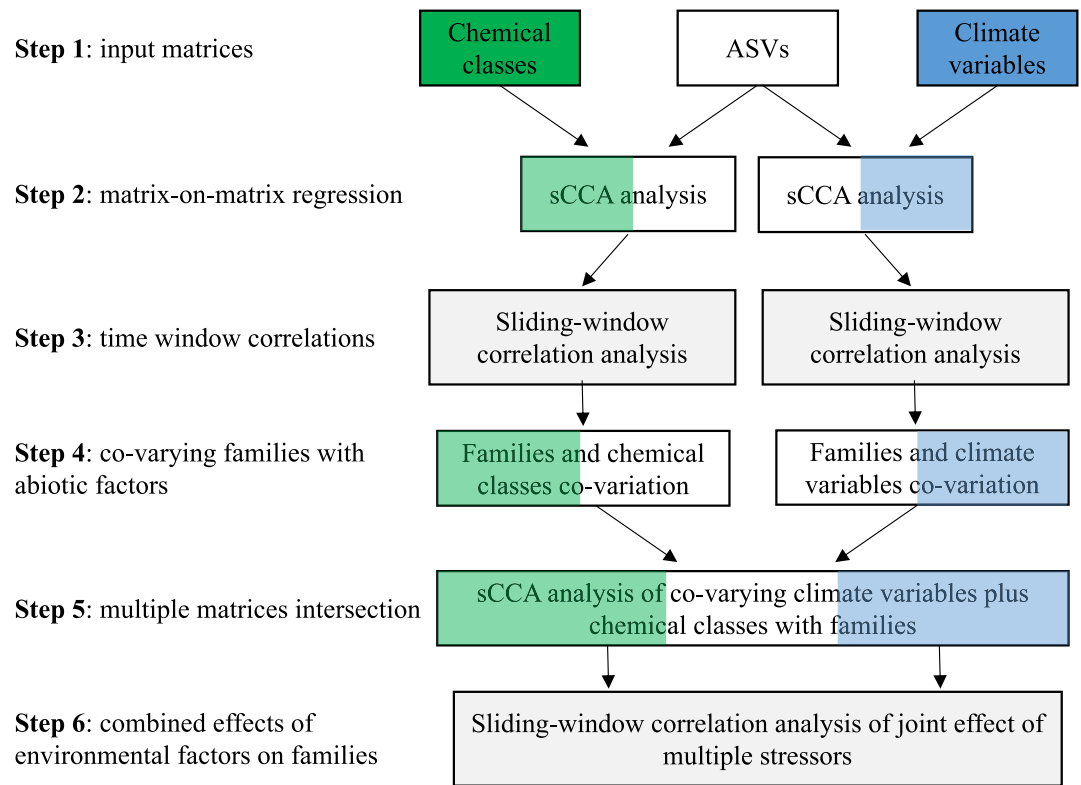 Step 1: input matrices
Chemical
classes
ASVs
Climate
variables
Step 2: matrix-on-matrix regression
sCCA analysis
sCCA analysis
Step 3: time window correlations
Sliding-window
correlation analysis
Sliding-window
correlation analysis
Step 4: co-varying families with
abiotic factors
Families and chemical
classes co-variation
Families and climate
variables co-variation
Step 5: multiple matrices intersection
sCCA analysis of co-varying climate variables plus
chemical classes with families
Step 6: combined effects of
environmental factors on families
Sliding-window correlation analysis of joint effect of
multiple stressors